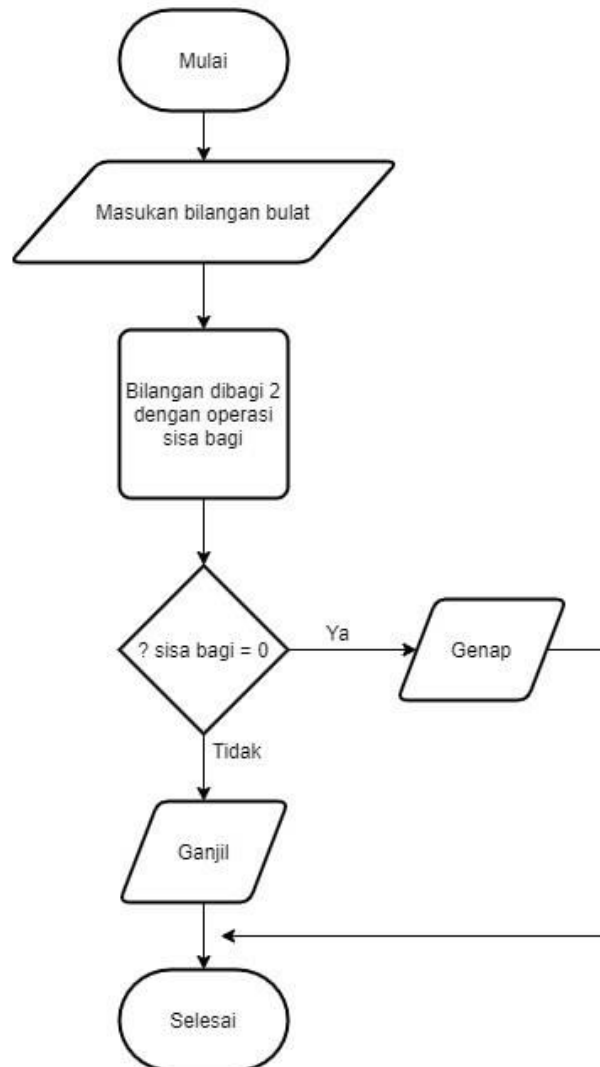 Mulai
Masukan bilangan bulat
Bilangan dibagi 2
dengan operasi
sisa bagi
? sisa bagi = 0
Ya
Genap
Tidak
Ganjil
Selesai